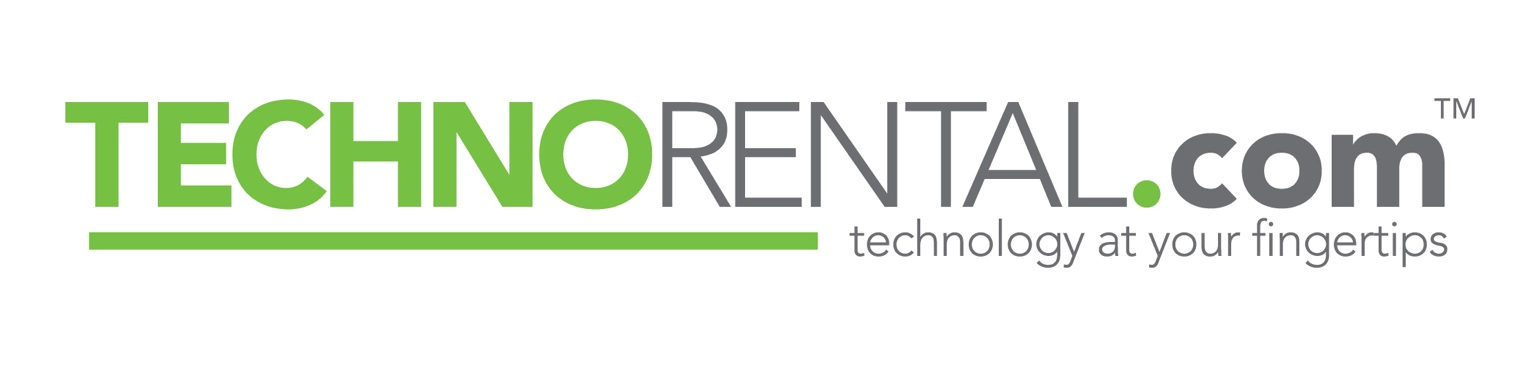 TECHNORENTAL.com™
technology at your fingertips